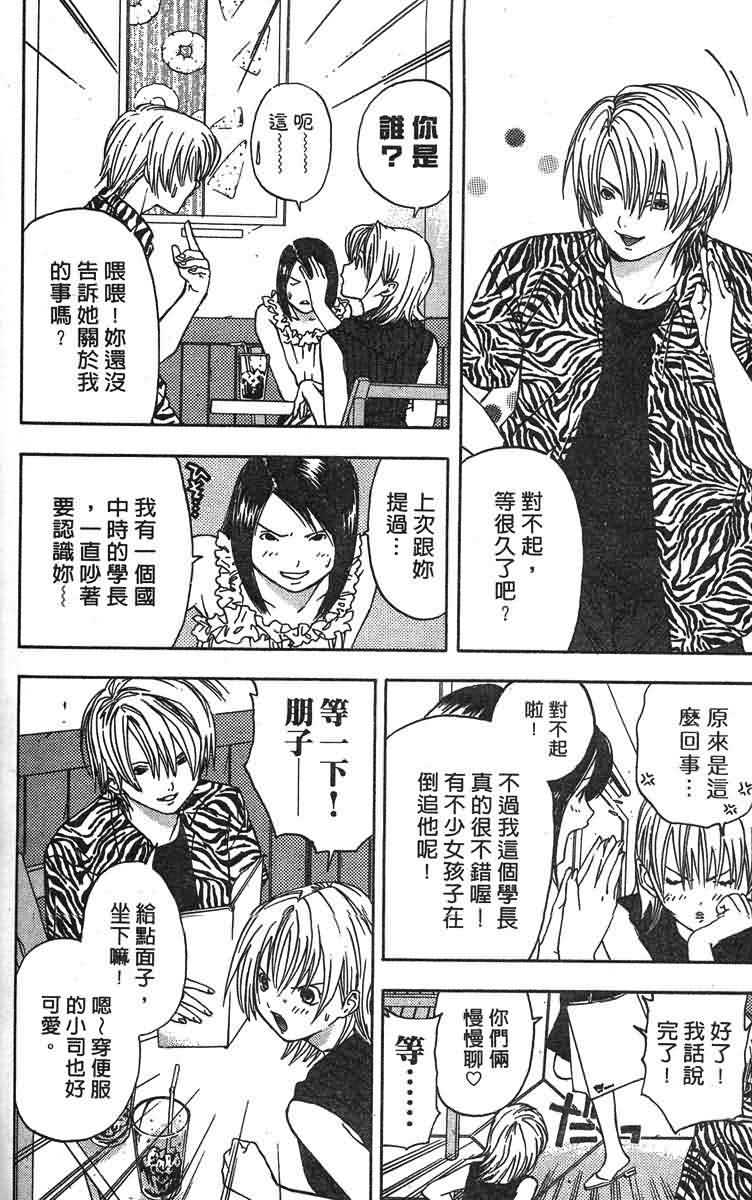 對不起，
等很久了吧？
你是
誰？
呃～～～
這～～～
喂喂！妳還沒
告訴她關於我
的事嗎？
上次跟妳
提過…
我有一個國
中時的學長
，一直吵著
要認識妳～
原來是這
麼回事…
對不起
啦！
不過我這個學長
真的很不錯喔！
有不少女孩子在
倒追他呢！
好了！
我話說
完了！
你們倆
慢慢聊♡
等……
等一下！
朋子——
給點面子，
坐下嘛！
嗯～穿便服
的小司也好
可愛。